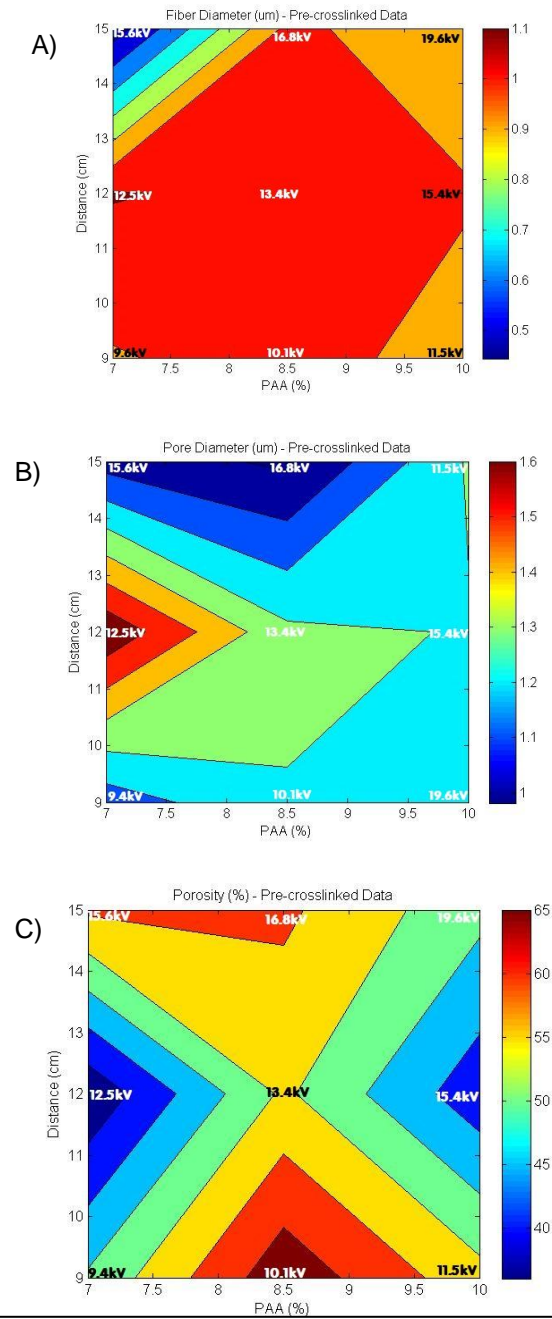 A)
Fiber Diameter (um) - Pre-crosslinked Data
15
15.6kV 16.8kV 19.6kV
14
13
12
12.5kV 13.4kV 15.4kV
11
10
9
9.6kV 10.1kV 11.5kV
Distance (cm)
7 7.5 8 8.5 9 9.5 10
PAA (%)
1.1
1
0.9
0.8
0.7
0.6
0.5
B)
Pore Diameter (um) - Pre-crosslinked Data
15
15.6kV 16.8kV 11.5kV
14
13
12
12.5kV 13.4kV 15.4kV
11
10
9
9.4kV 10.1kV 19.6kV
Distance (cm)
7 7.5 8 8.5 9 9.5 10
PAA (%)
1.6
1.5
1.4
1.3
1.2
1.1
1
C)
Porosity (%) - Pre-crosslinked Data
15
15.6kV 16.8kV 19.6kV
14
13
12
12.5kV 13.4kV 15.4kV
11
10
9
9.4kV 10.1kV 11.5kV
Distance (cm)
7 7.5 8 8.5 9 9.5 10
PAA (%)
65
60
55
50
45
40